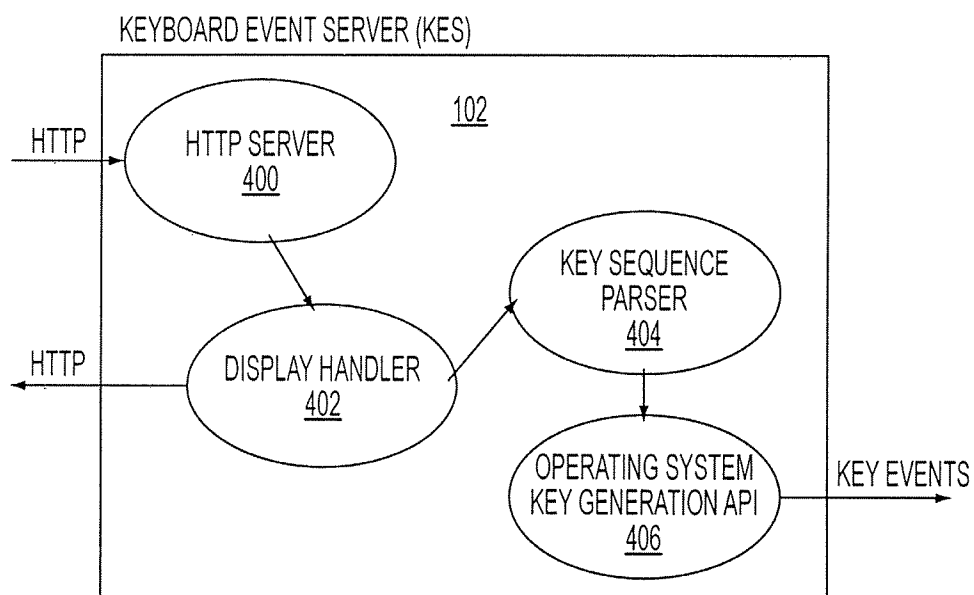 KEYBOARD EVENT SERVER (KES)
102
HTTP
HTTP SERVER
400
KEY SEQUENCE
PARSER
404
HTTP
DISPLAY HANDLER
402
OPERATING SYSTEM
KEY GENERATION API
406
KEY EVENTS